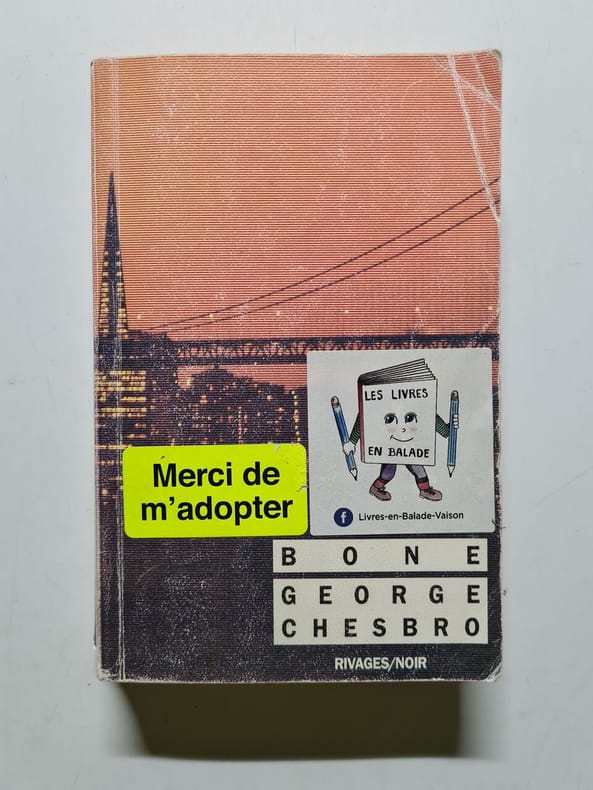 LES LIVRES
EN BALADE
f Livres-en-Balade-Vaison
Merci de
m'adopter
BONE
GEORGE
CHESBRO
RIVAGES/NOIR